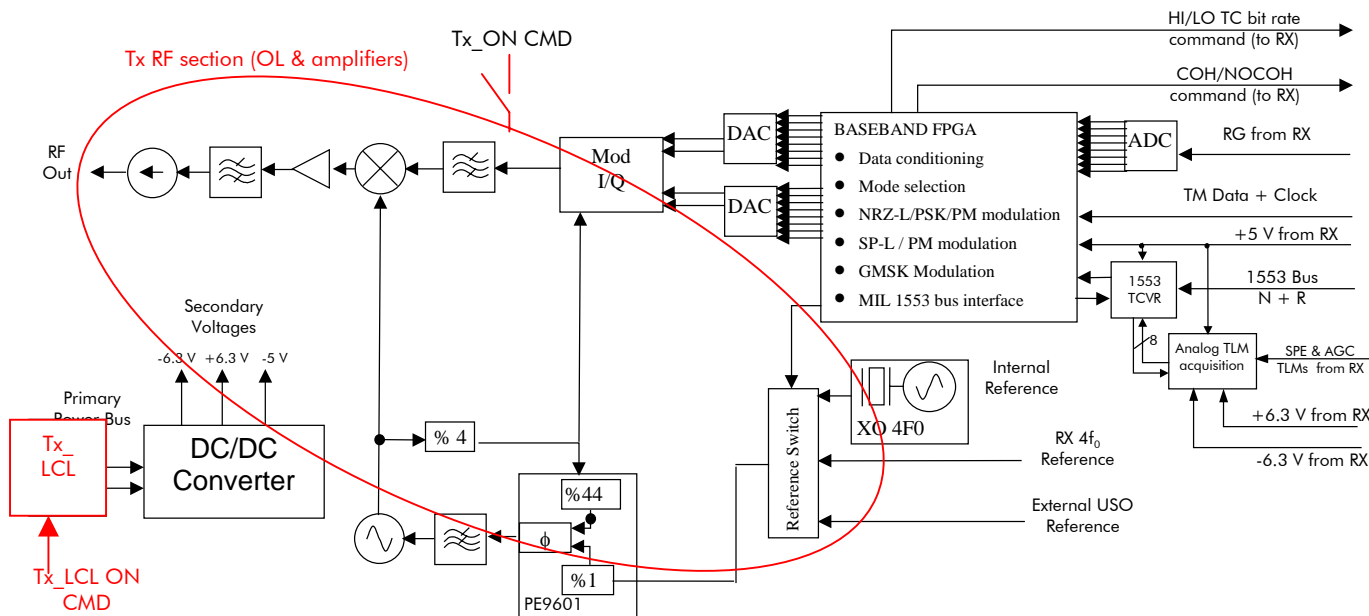 HI/LO TC bit rate
command (to RX)
Tx_ON CMD
Tx RF section (OL & amplifiers)
COH/NOCOH
command (to RX)
RF
Out
Mod
I/Q
DAC
DAC
BASEBAND FPGA
● Data conditioning
● Mode selection
● NRZ-L/PSK/PM modulation
● SP-L / PM modulation
● GMSK Modulation
● MIL 1553 bus interface
ADC
RG from RX
TM Data + Clock
+5 V from RX
1553
TCVR
1553 Bus
N + R
8
Analog TLM
acquisition
SPE & AGC
TLMs from RX
+6.3 V from RX
-6.3 V from RX
Secondary
Voltages
-6.3 V +6.3 V -5 V
Primary
Power Bus
Tx_
LCL
DC/DC
Converter
Tx_LCL ON
CMD
% 4
%44
ϕ
%1
PE9601
Reference Switch
XO 4F0
Internal
Reference
RX 4f0
Reference
External USO
Reference